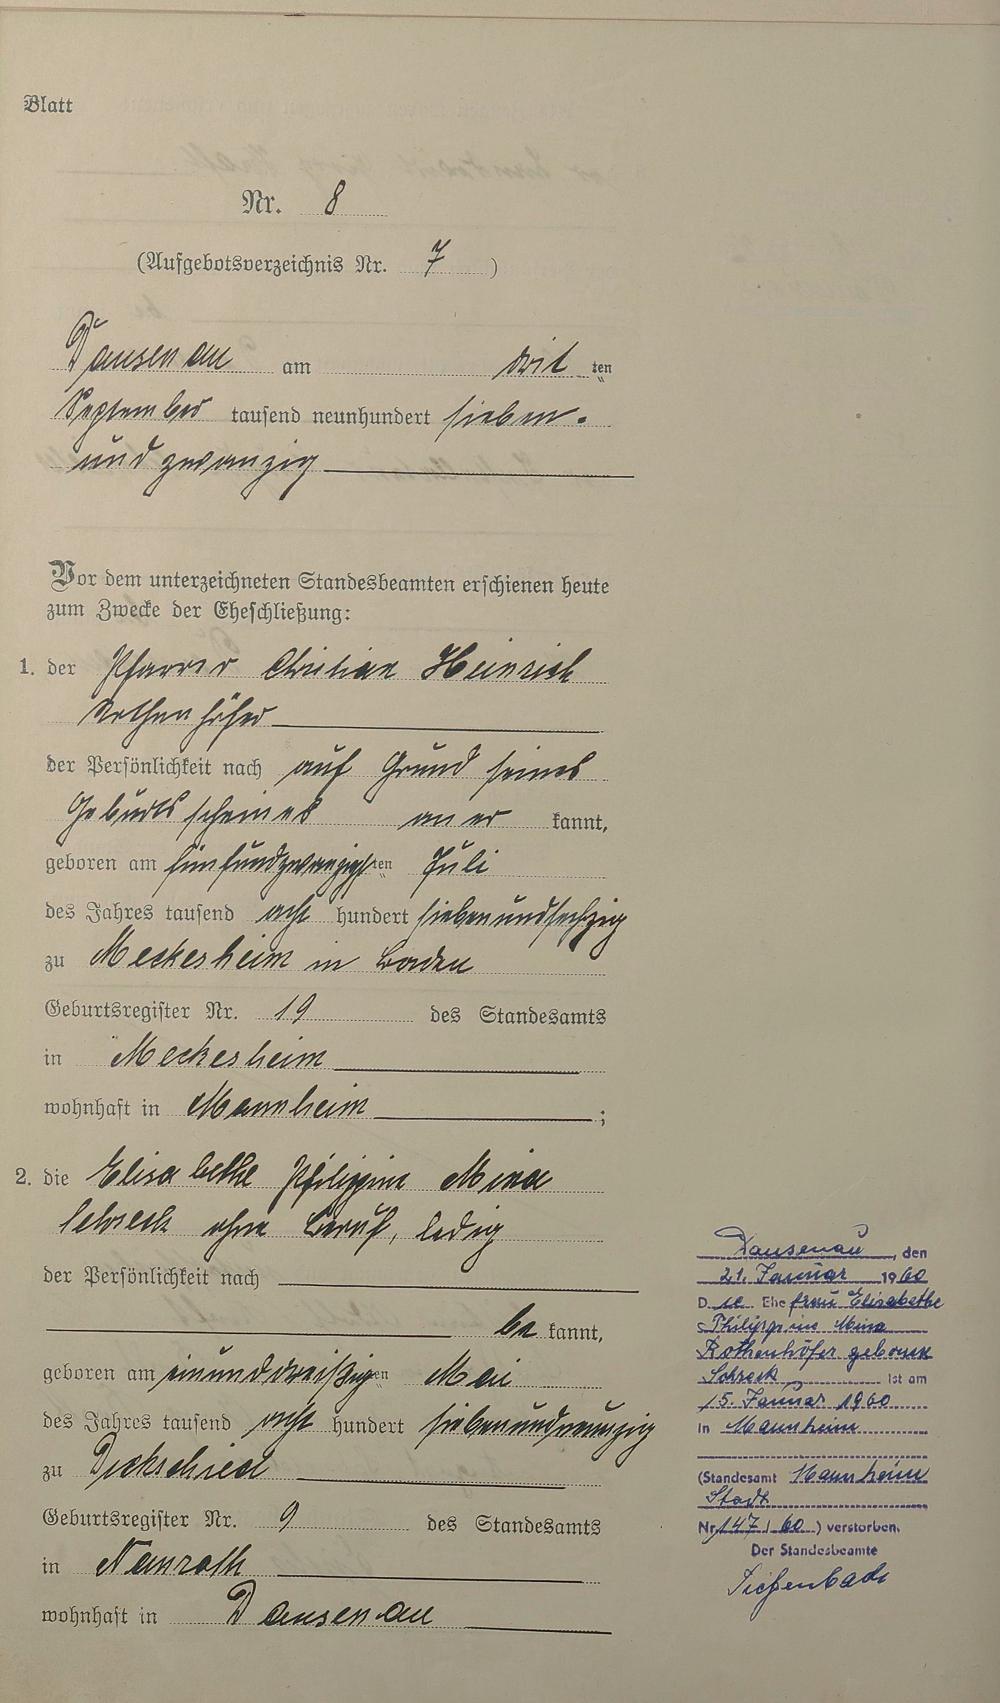 Blatt
Nr. 8
(Aufgebotsverzeichnis Nr. 7)
Dausenau am dritten
September tausend neunhundert sieben-
und zwanzig
Vor dem unterzeichneten Standesbeamten erschienen heute
zum Zwecke der Eheschließung:
1. der Pfarrer Christian Heinrich
Rothenhöfer
der Persönlichkeit nach auf Grund seines
Geburtsscheines aner kannt,
geboren am fünfundzwanzigsten Juli
des Jahres tausend acht hundert siebenundsechzig
zu Meckesheim in Baden
Geburtsregister Nr. 19 des Standesamts
in Meckesheim
wohnhaft in Mannheim ;
2. die Elisabethe Philippine Mina
Schreck ohne Beruf, ledig
der Persönlichkeit nach
be kannt,
geboren am einunddreißigsten Mai
des Jahres tausend acht hundert siebenundneunzig
zu Dickschied
Geburtsregister Nr. 9 des Standesamts
in
wohnhaft in Dausenau
Dausenau, den
21. Januar 1960
Die Ehefrau Elisabethe
Philippine Mina
Rothenhöfer geborene
Schreck ist am
15. Januar 1960
in Mannheim
(Standesamt Mannheim
Stadt
Nr. 147/60) verstorben.
Der Standesbeamte